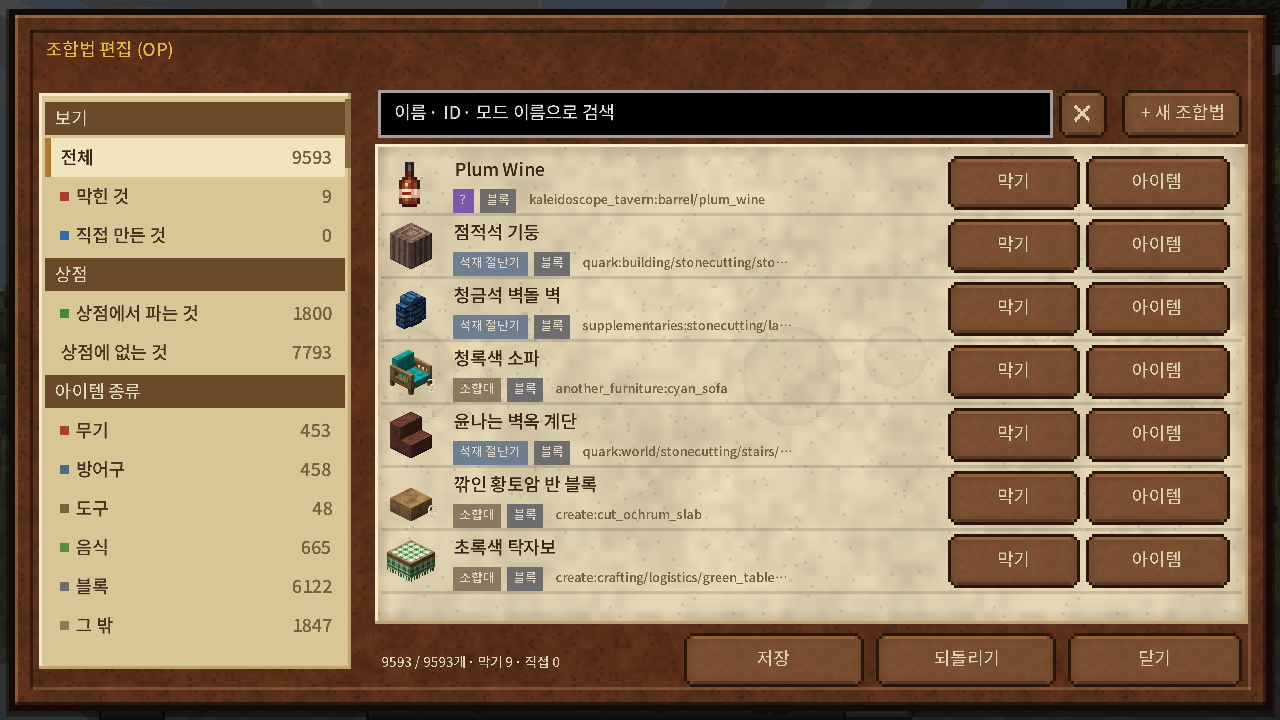 조합법 편집 (OP)
보기
전체 9593
막힌 것 9
직접 만든 것 0
상점
상점에서 파는 것 1800
상점에 없는 것 7793
아이템 종류
무기 453
방어구 458
도구 48
음식 665
블록 6122
그 밖 1847
이름 · ID · 모드 이름으로 검색
✕
+ 새 조합법
Plum Wine
? 블록 kaleidoscope_tavern:barrel/plum_wine
막기 아이템
점적석 기둥
석재 절단기 블록 quark:building/stonecutting/sto···
막기 아이템
청금석 벽돌 벽
석재 절단기 블록 supplementaries:stonecutting/la···
막기 아이템
청록색 소파
조합대 블록 another_furniture:cyan_sofa
막기 아이템
윤나는 벽옥 계단
석재 절단기 블록 quark:world/stonecutting/stairs/···
막기 아이템
깎인 황토암 반 블록
조합대 블록 create:cut_ochrum_slab
막기 아이템
초록색 탁자보
조합대 블록 create:crafting/logistics/green_table···
막기 아이템
9593 / 9593개 · 막기 9 · 직접 0
저장
되돌리기
닫기